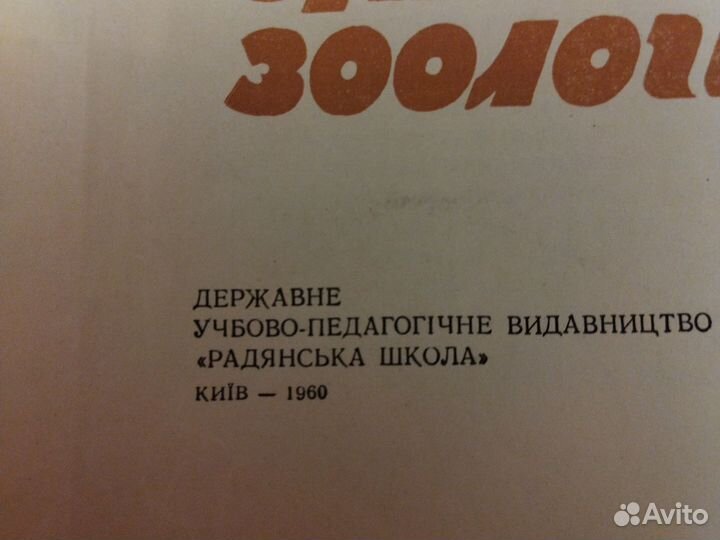 ЗООЛОГІ
ДЕРЖАВНЕ
УЧБОВО-ПЕДАГОГІЧНЕ ВИДАВНИЦТВО
«РАДЯНСЬКА ШКОЛА»
КИЇВ — 1960
Avito